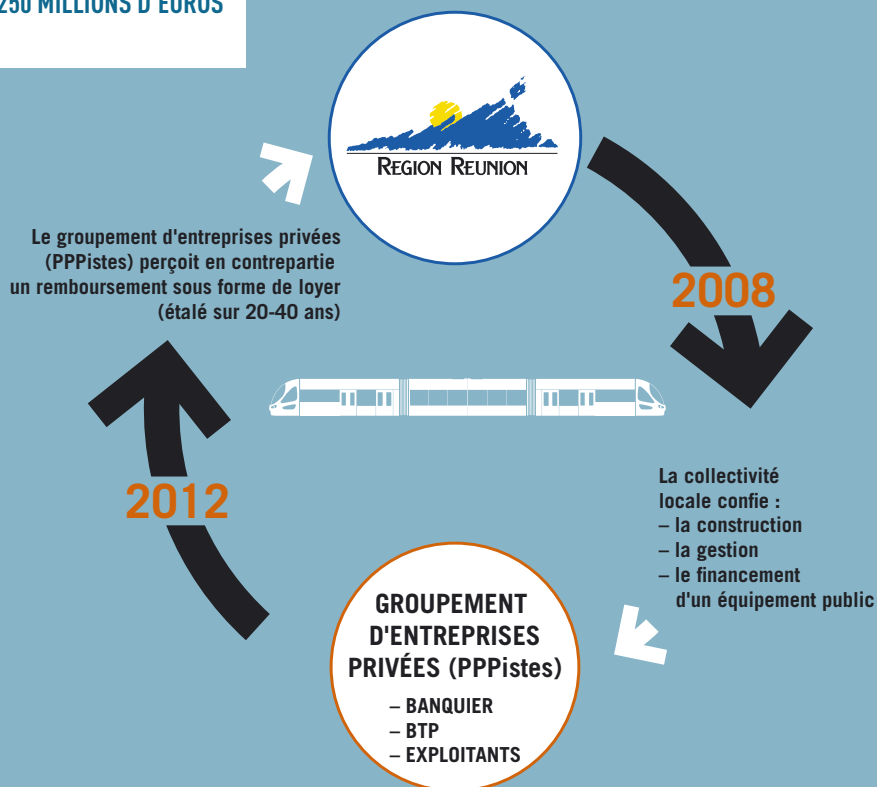 250 MILLIONS D'EUROS
REGION REUNION
Le groupement d'entreprises privées
(PPPistes) perçoit en contrepartie
un remboursement sous forme de loyer
(étalé sur 20-40 ans)
2008
La collectivité
locale confie :
– la construction
– la gestion
– le financement
d'un équipement public
2012
GROUPEMENT
D'ENTREPRISES
PRIVÉES (PPPistes)
– BANQUIER
– BTP
– EXPLOITANTS